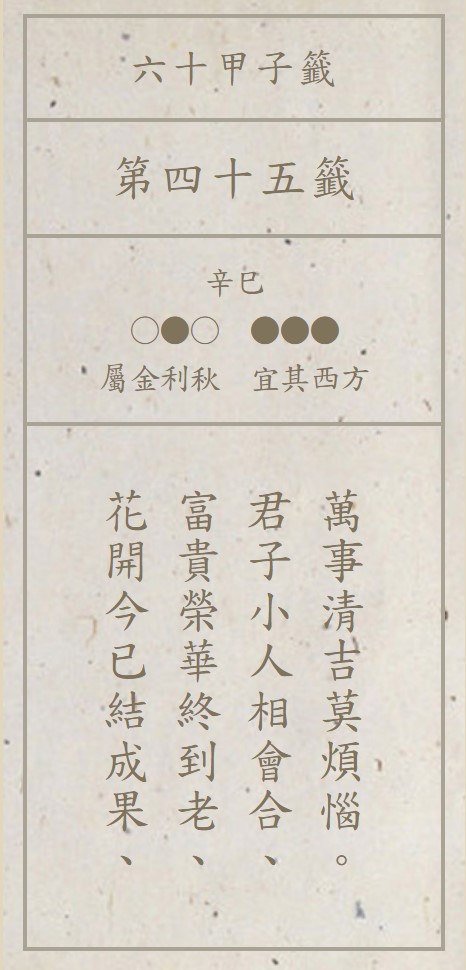 六十甲子籤
第四十五籤
辛巳
○●○ ●●●
屬金利秋 宜其西方
花開今已結成果、
富貴榮華終到老、
君子小人相會合、
萬事清吉莫煩惱。